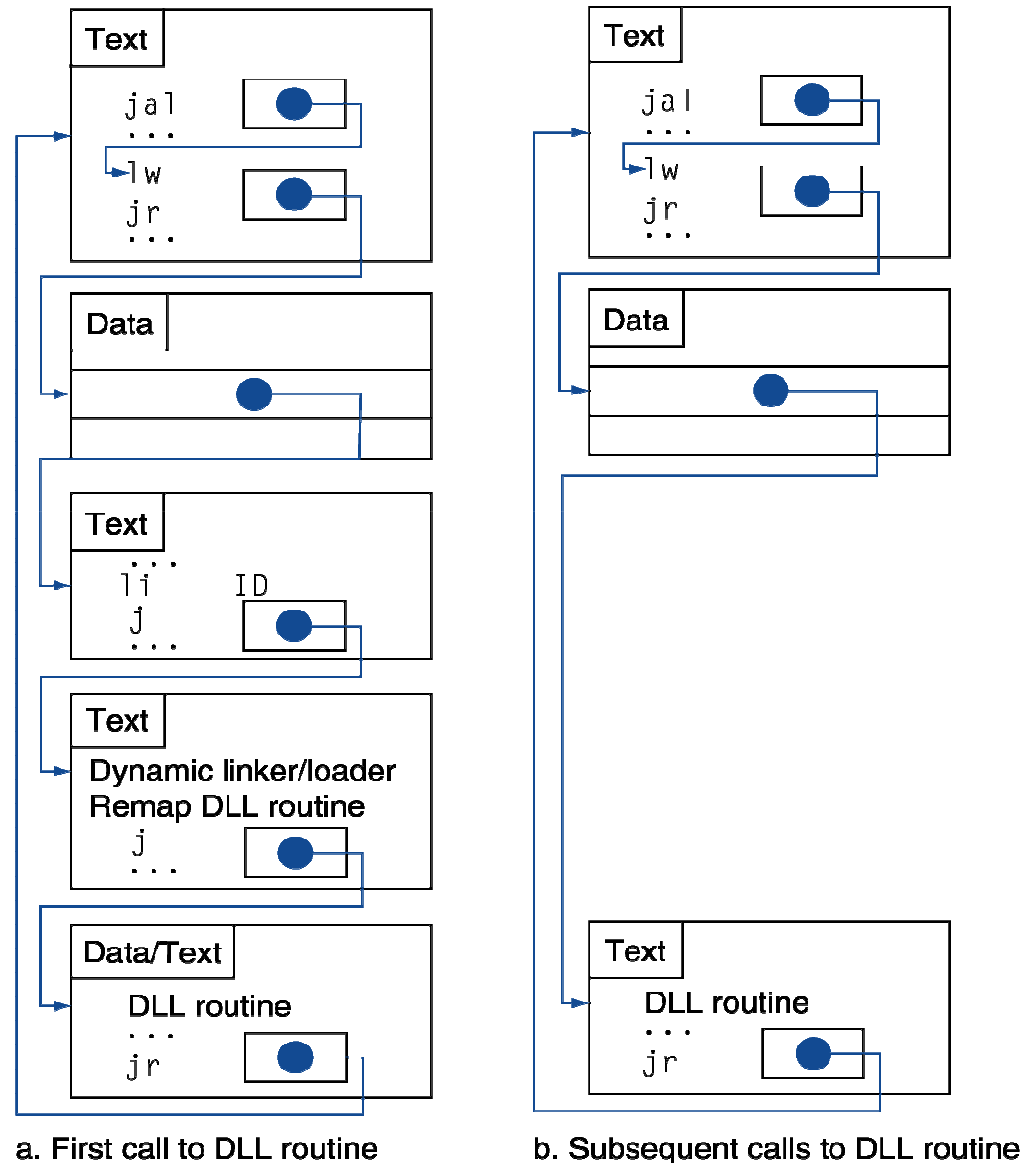 Text
jal
...
lw
jr
...
Data
Text
...
li ID
j
...
Text
Dynamic linker/loader
Remap DLL routine
j
...
Data/Text
DLL routine
...
jr
a. First call to DLL routine
Text
jal
...
lw
jr
...
Data
Text
DLL routine
...
jr
b. Subsequent calls to DLL routine